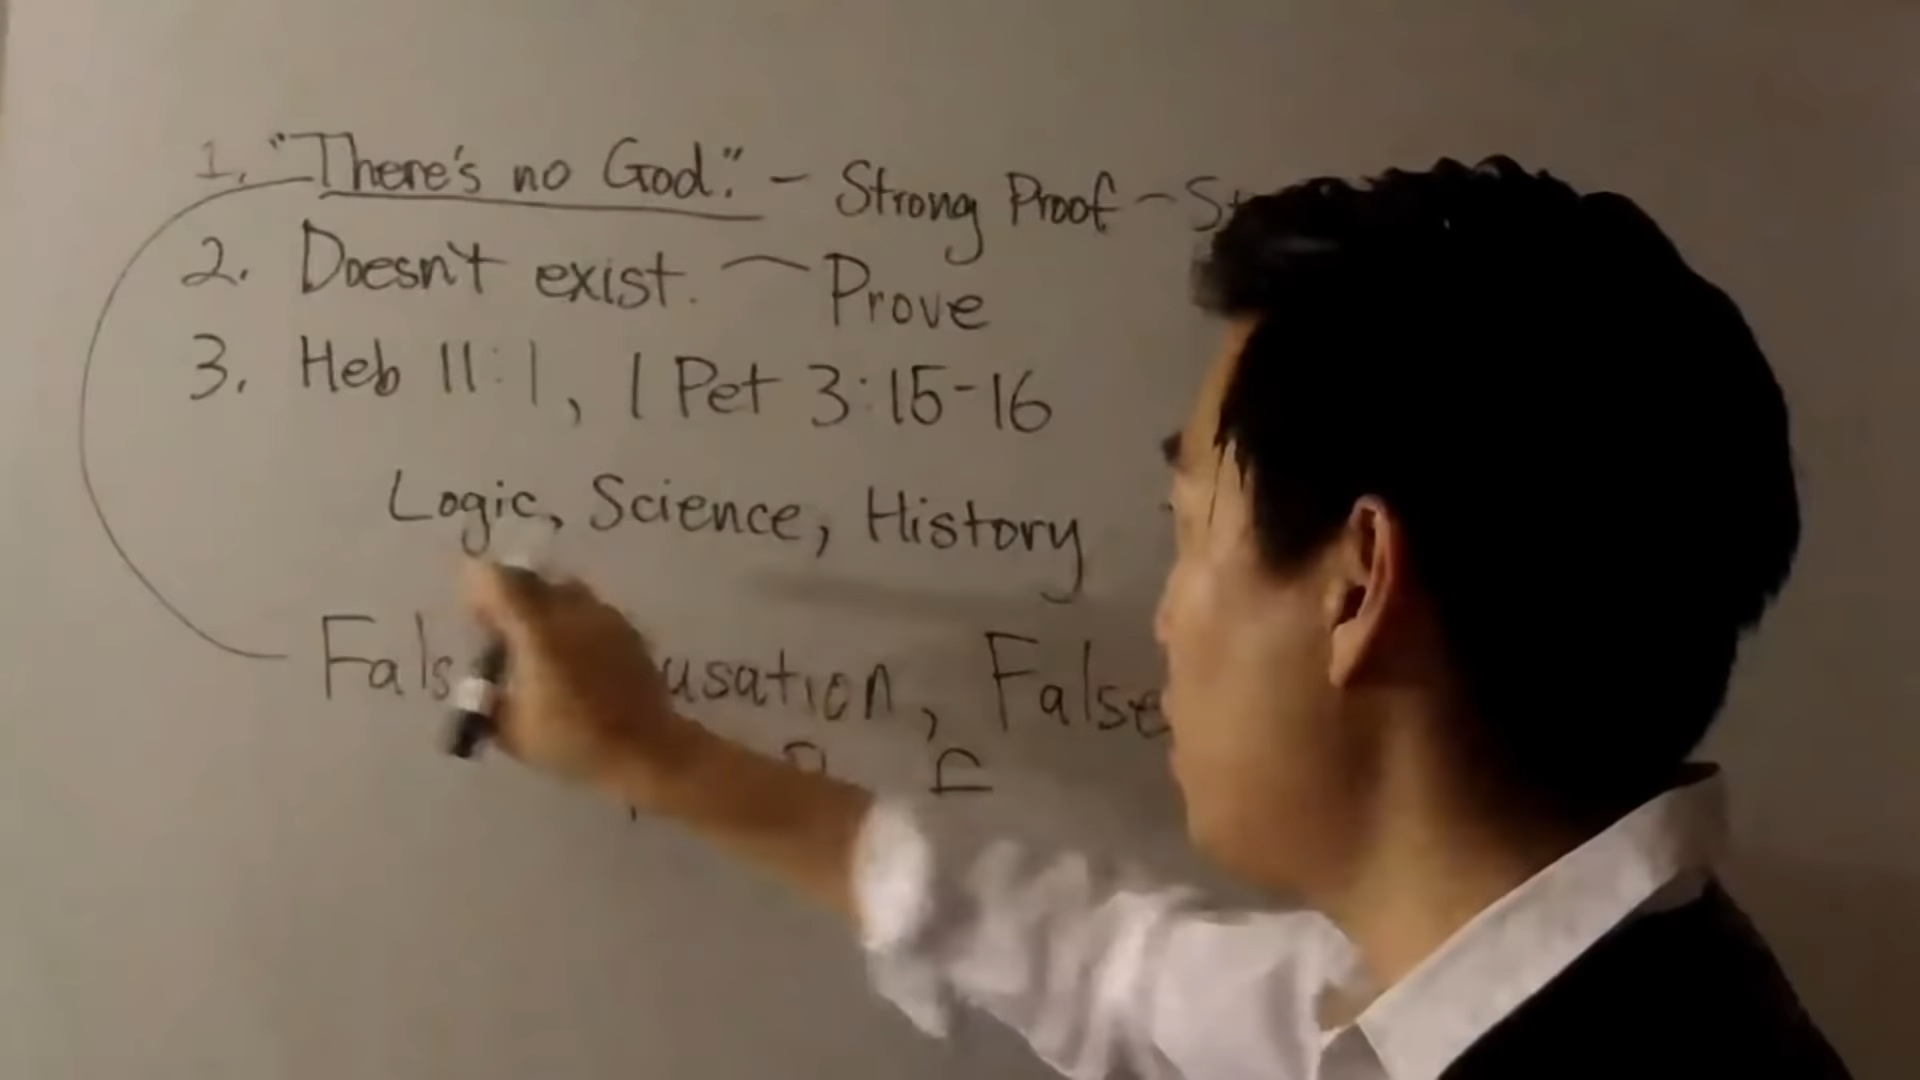 1. "There's no God." - Strong Proof - St
2. Doesn't exist. — Prove
3. Heb 11:1, 1 Pet 3:15-16
Logic, Science, History
False